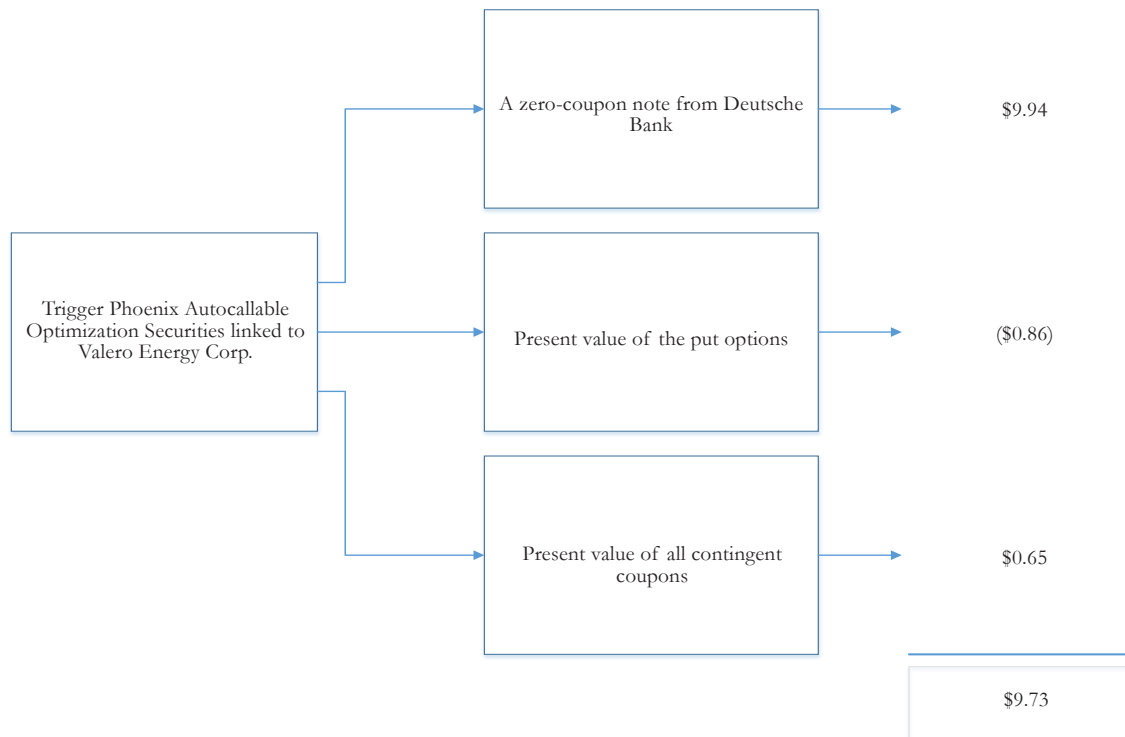 A zero-coupon note from Deutsche
Bank
$9.94
Trigger Phoenix Autocallable
Optimization Securities linked to
Valero Energy Corp.
Present value of the put options
($0.86)
Present value of all contingent
coupons
$0.65
$9.73